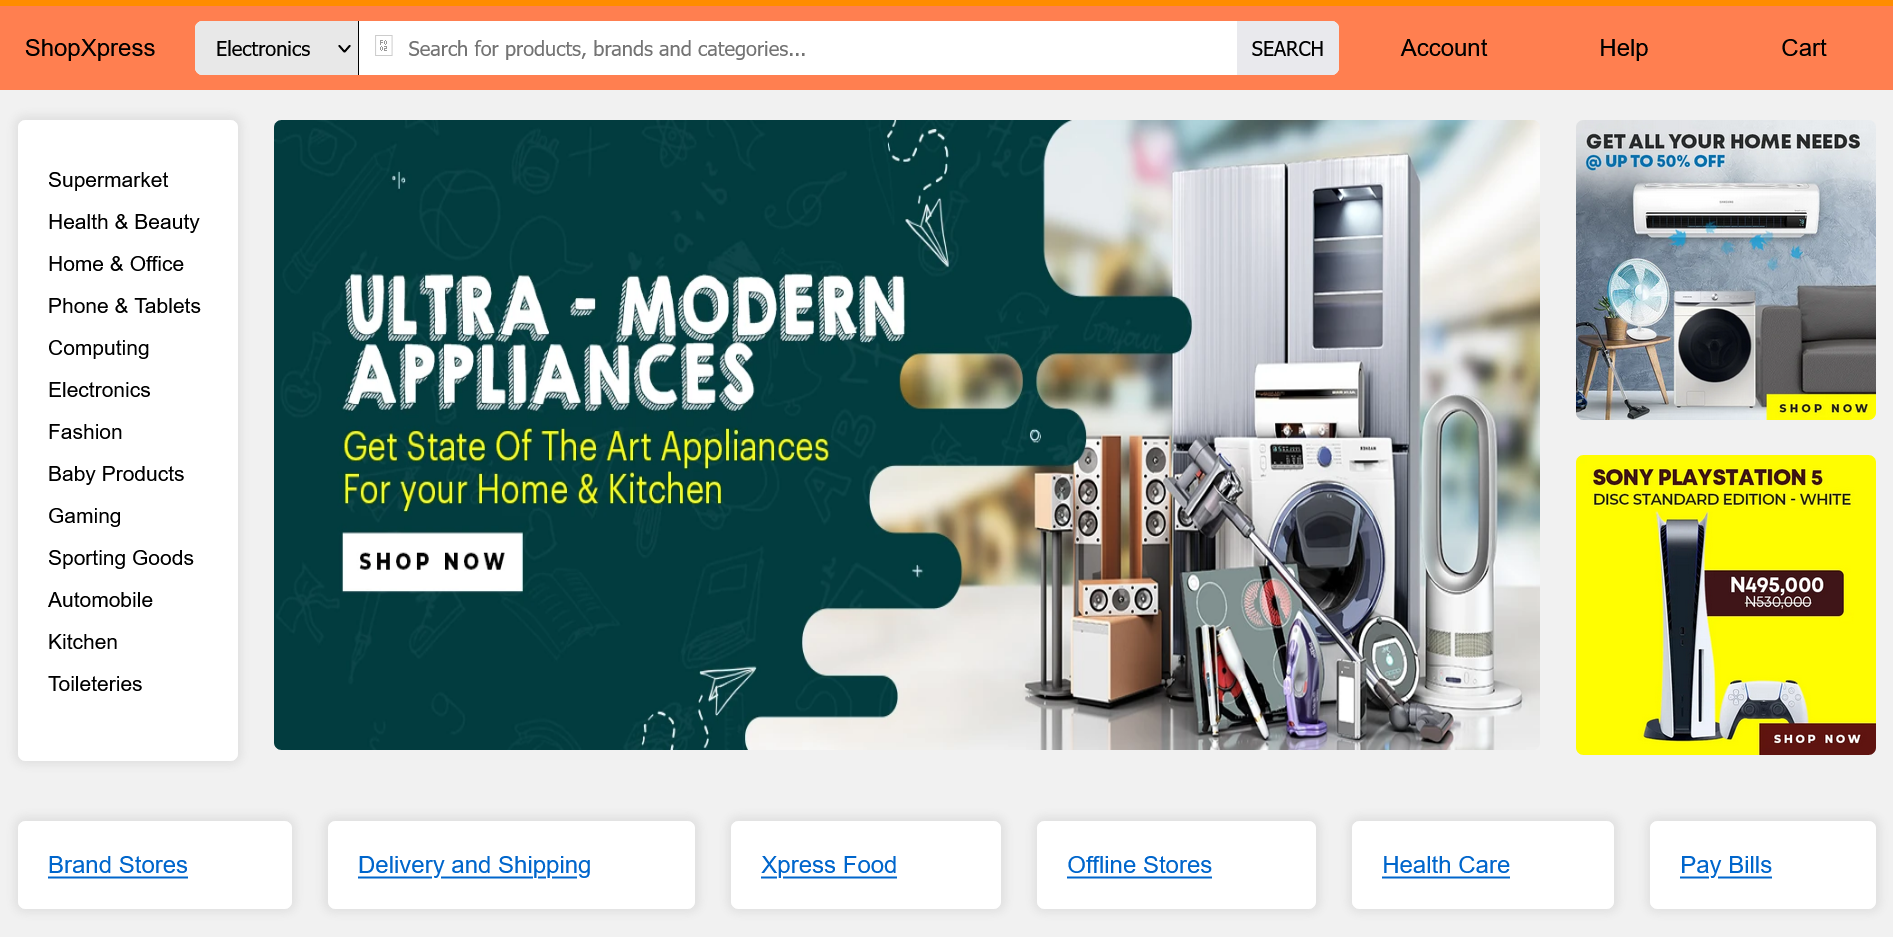 ShopXpress
Electronics
Search for products, brands and categories...
SEARCH
Account
Help
Cart
Supermarket
Health & Beauty
Home & Office
Phone & Tablets
Computing
Electronics
Fashion
Baby Products
Gaming
Sporting Goods
Automobile
Kitchen
Toileteries
ULTRA - MODERN
APPLIANCES
Get State Of The Art Appliances
For your Home & Kitchen
SHOP NOW
bonjour
GET ALL YOUR HOME NEEDS
@ UP TO 50% OFF
SHOP NOW
SONY PLAYSTATION 5
DISC STANDARD EDITION - WHITE
N495,000
N530,000
SHOP NOW
Brand Stores
Delivery and Shipping
Xpress Food
Offline Stores
Health Care
Pay Bills